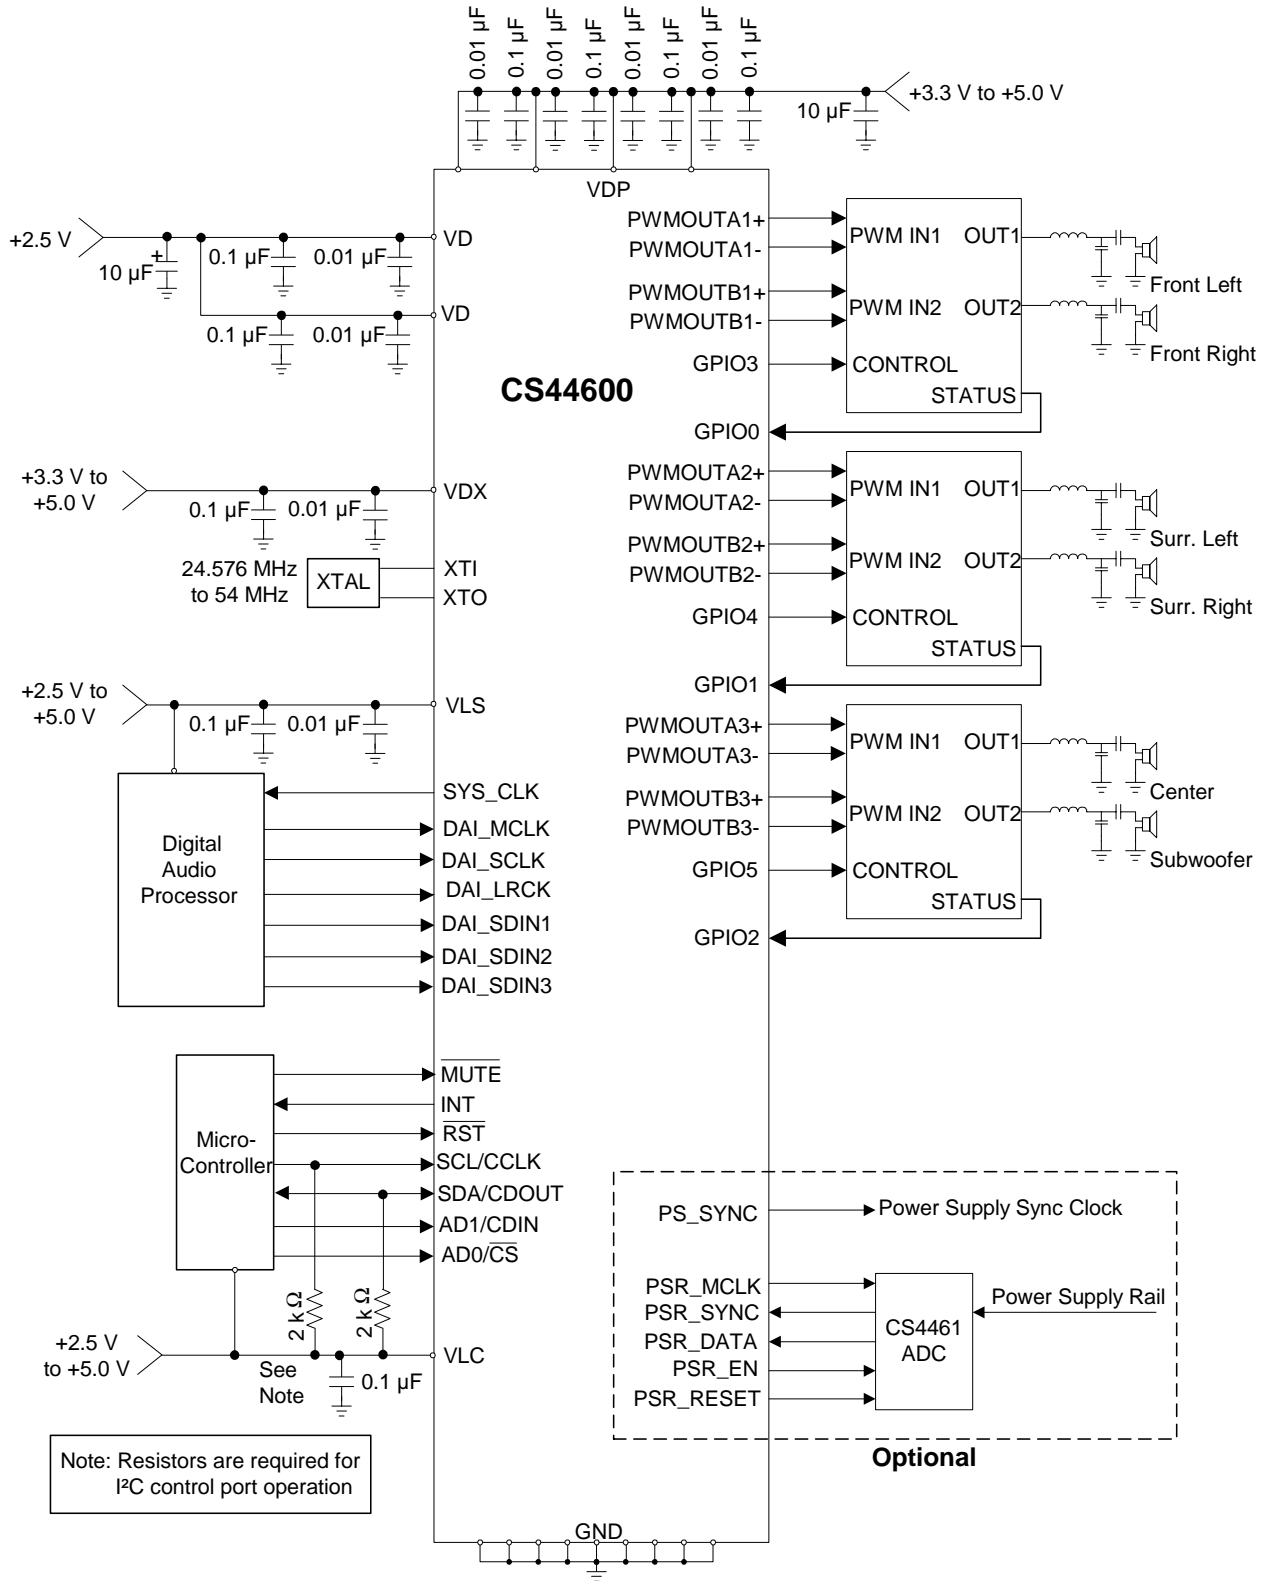 0.01 µF
0.1 µF
0.01 µF
0.1 µF
0.01 µF
0.1 µF
0.01 µF
0.1 µF
10 µF
+3.3 V to +5.0 V
VDP
+2.5 V
+
10 µF
0.1 µF
0.01 µF
VD
0.1 µF
0.01 µF
VD
CS44600
+3.3 V to
+5.0 V
0.1 µF
0.01 µF
VDX
24.576 MHz
to 54 MHz
XTAL
XTI
XTO
+2.5 V to
+5.0 V
0.1 µF
0.01 µF
VLS
Digital
Audio
Processor
SYS_CLK
DAI_MCLK
DAI_SCLK
DAI_LRCK
DAI_SDIN1
DAI_SDIN2
DAI_SDIN3
Micro-
Controller
MUTE
INT
RST
SCL/CCLK
SDA/CDOUT
AD1/CDIN
AD0/CS
2 kΩ
2 kΩ
+2.5 V
to +5.0 V
See
Note
0.1 µF
VLC
Note: Resistors are required for
I²C control port operation
PWMOUTA1+
PWMOUTA1-
PWMOUTB1+
PWMOUTB1-
GPIO3
GPIO0
PWM IN1
OUT1
PWM IN2
OUT2
CONTROL
STATUS
Front Left
Front Right
PWMOUTA2+
PWMOUTA2-
PWMOUTB2+
PWMOUTB2-
GPIO4
GPIO1
PWM IN1
OUT1
PWM IN2
OUT2
CONTROL
STATUS
Surr. Left
Surr. Right
PWMOUTA3+
PWMOUTA3-
PWMOUTB3+
PWMOUTB3-
GPIO5
GPIO2
PWM IN1
OUT1
PWM IN2
OUT2
CONTROL
STATUS
Center
Subwoofer
PS_SYNC
Power Supply Sync Clock
PSR_MCLK
PSR_SYNC
PSR_DATA
PSR_EN
PSR_RESET
CS4461
ADC
Power Supply Rail
Optional
GND